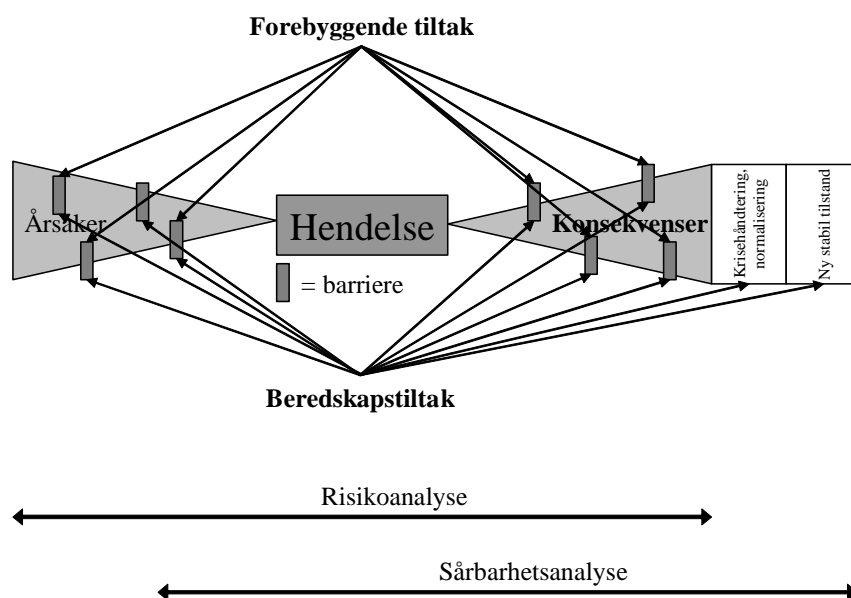 Forebyggende tiltak
Årsaker
Hendelse
Konsekvenser
Krisehåndtering,
normalisering
Ny stabil tilstand
= barriere
Beredskapstiltak
Risikoanalyse
Sårbarhetsanalyse